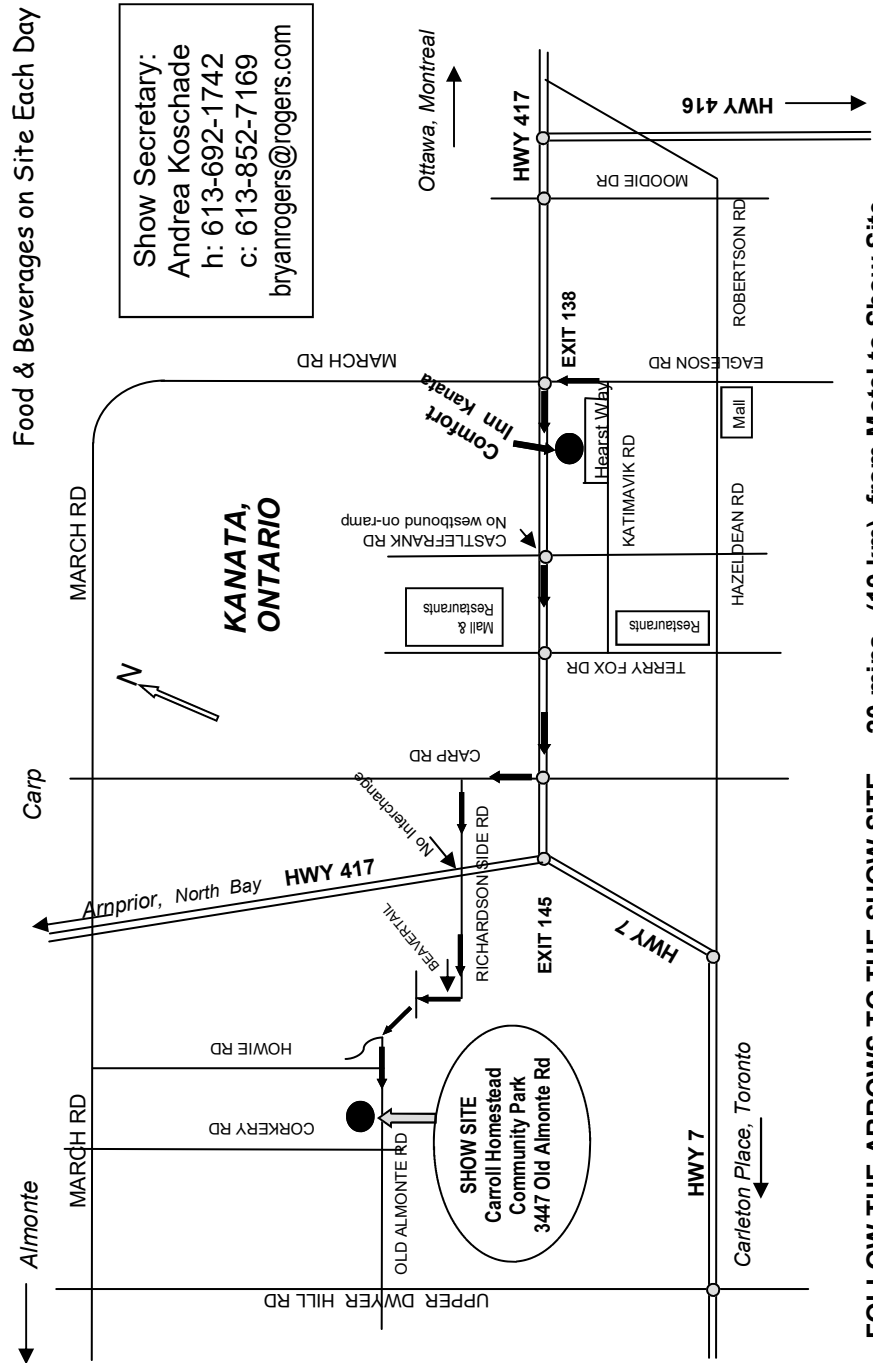 Food & Beverages on Site Each Day
Show Secretary:
Andrea Koschade
h: 613-692-1742
c: 613-852-7169
bryanrogers@rogers.com
Almonte
Carp
Ottawa, Montreal
MARCH RD
MARCH RD
N
KANATA,
ONTARIO
MARCH RD
Arnprior, North Bay
HWY 417
HWY 417
HWY 416
MOODIE DR
EXIT 138
Comfort
Inn Kanata
Hearst Way
EAGLESON RD
ROBERTSON RD
Mall
KATIMAVIK RD
HAZELDEAN RD
CASTLEFRANK RD
No westbound on-ramp
Mall &
Restaurants
Restaurants
TERRY FOX DR
CARP RD
No Interchange
RICHARDSON SIDE RD
BEAVERTAIL
EXIT 145
HWY 7
HOWIE RD
CORKERY RD
OLD ALMONTE RD
SHOW SITE
Carroll Homestead
Community Park
3447 Old Almonte Rd
UPPER DWYER HILL RD
HWY 7
Carleton Place, Toronto
FOLLOW THE ARROWS TO THE SHOW SITE from Motel to Show Site